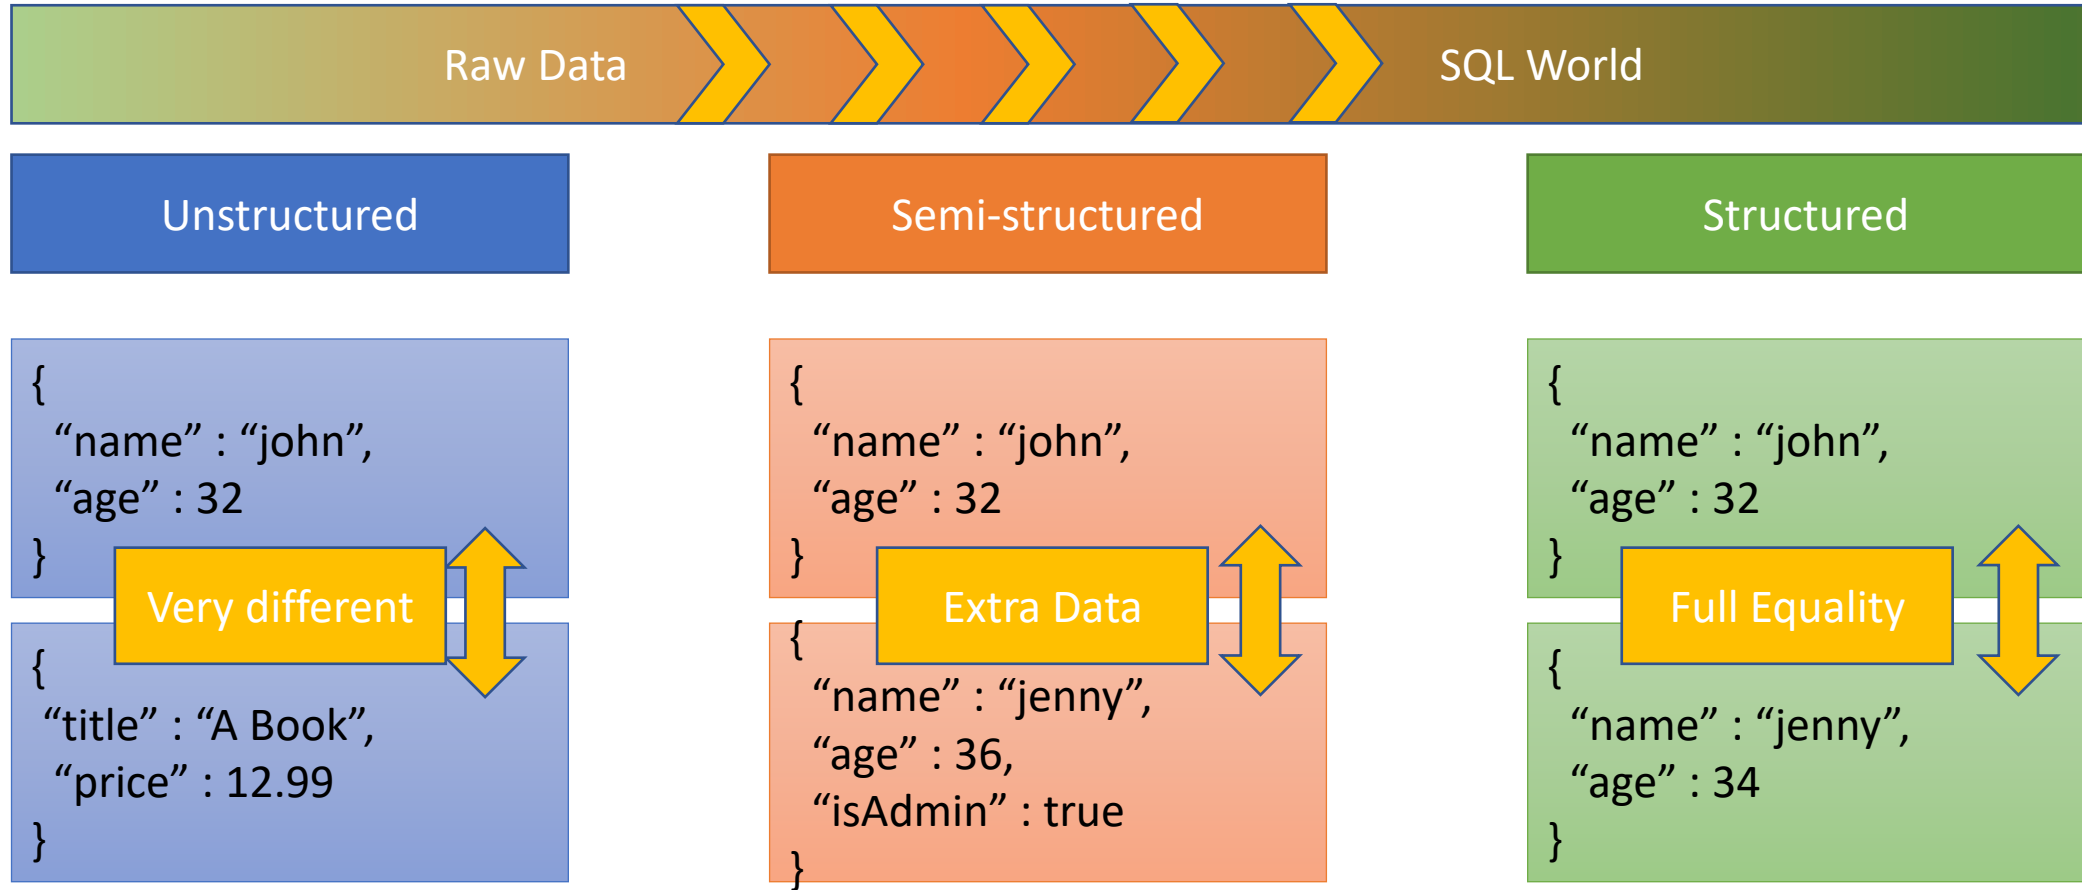 Raw Data
SQL World
Unstructured
Semi-structured
Structured
{
“name” : “john”,
“age” : 32
}
Very different
{
“title” : “A Book”,
“price” : 12.99
}
{
“name” : “john”,
“age” : 32
}
Extra Data
{
“name” : “jenny”,
“age” : 36,
“isAdmin” : true
}
{
“name” : “john”,
“age” : 32
}
Full Equality
{
“name” : “jenny”,
“age” : 34
}